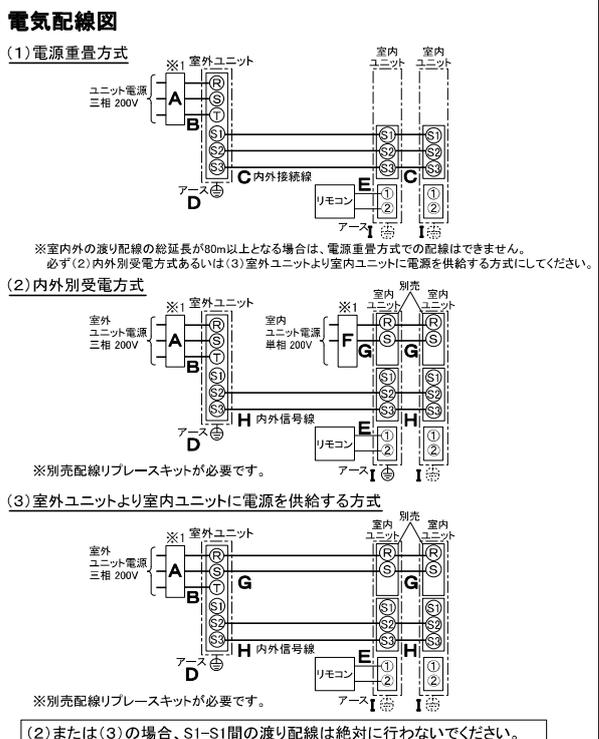 電気配線図
(1)電源重畳方式
※1 室外ユニット
室内ユニット
室内ユニット
ユニット電源
三相 200V
A
B
R
S
T
S1
S2
S3
S1
S2
S3
S1
S2
S3
C 内外接続線
C
E
アース
D
リモコン
①
②
①
②
アース I
I
※室内外の渡り配線の総延長が80m以上となる場合は、電源重畳方式での配線はできません。
必ず(2)内外別受電方式あるいは(3)室外ユニットより室内ユニットに電源を供給する方式にしてください。
(2)内外別受電方式
※1 室外ユニット
※1
室内ユニット
別売
室内ユニット
室外
ユニット電源
三相 200V
A
B
R
S
T
S1
S2
S3
室内
ユニット電源
単相 200V
F
G
G
R
S
R
S
S1
S2
S3
S1
S2
S3
H 内外信号線
H
E
アース
D
リモコン
①
②
①
②
アース I
I
※別売配線リプレースキットが必要です。
(3)室外ユニットより室内ユニットに電源を供給する方式
※1 室外ユニット
室内ユニット
別売
室内ユニット
室外
ユニット電源
三相 200V
A
B
R
S
T
S1
S2
S3
G
G
R
S
R
S
S1
S2
S3
S1
S2
S3
H 内外信号線
H
E
アース
D
リモコン
①
②
①
②
アース I
I
※別売配線リプレースキットが必要です。
(2)または(3)の場合、S1-S1間の渡り配線は絶対に行わないでください。